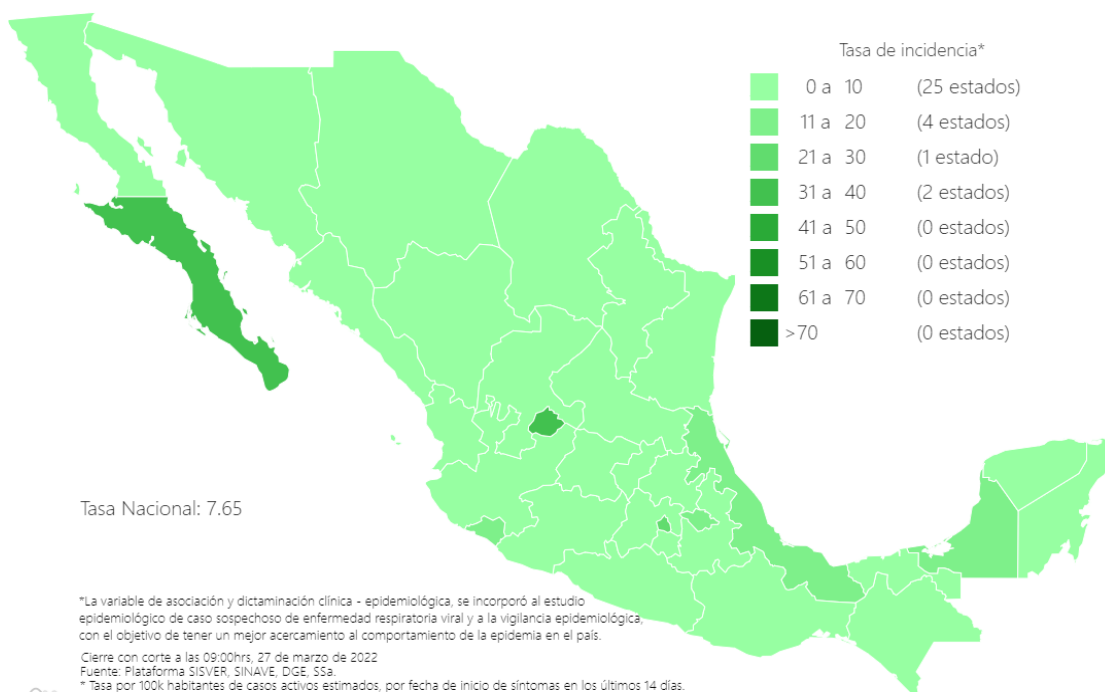 Tasa de incidencia*
0 a 10 (25 estados)
11 a 20 (4 estados)
21 a 30 (1 estado)
31 a 40 (2 estados)
41 a 50 (0 estados)
51 a 60 (0 estados)
61 a 70 (0 estados)
>70 (0 estados)
Tasa Nacional: 7.65
*La variable de asociación y dictaminación clínica - epidemiológica, se incorporó al estudio
epidemiológico de caso sospechoso de enfermedad respiratoria viral y a la vigilancia epidemiológica,
con el objetivo de tener un mejor acercamiento al comportamiento de la epidemia en el país.
Cierre con corte a las 09:00hrs, 27 de marzo de 2022
Fuente: Plataforma SISVER, SINAVE, DGE, SSa.
* Tasa por 100k habitantes de casos activos estimados, por fecha de inicio de síntomas en los últimos 14 días.